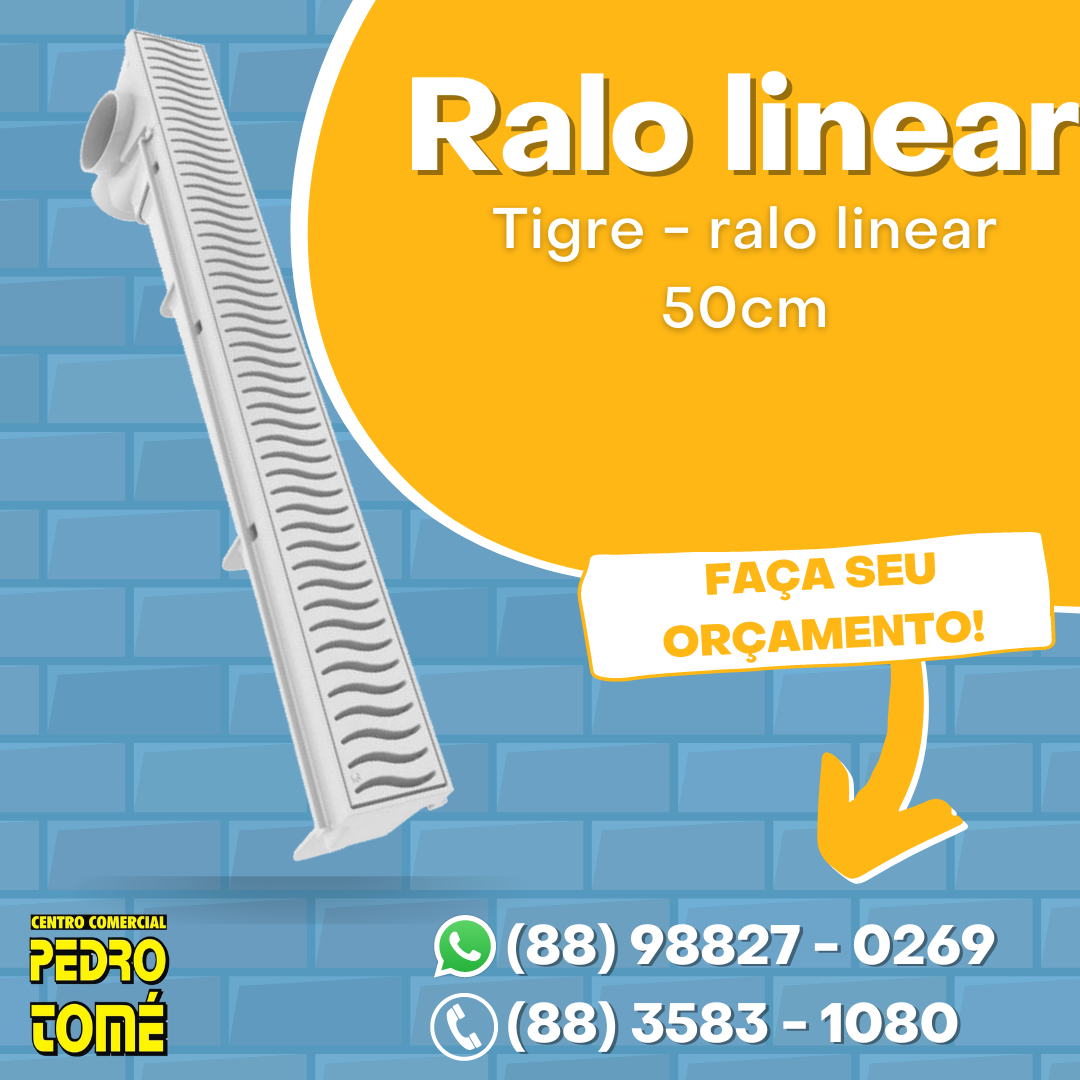 Ralo linear
Tigre - ralo linear
50cm
FAÇA SEU
ORÇAMENTO!
CENTRO COMERCIAL
PEDRO
TOMÉ
(88) 98827 - 0269
(88) 3583 - 1080